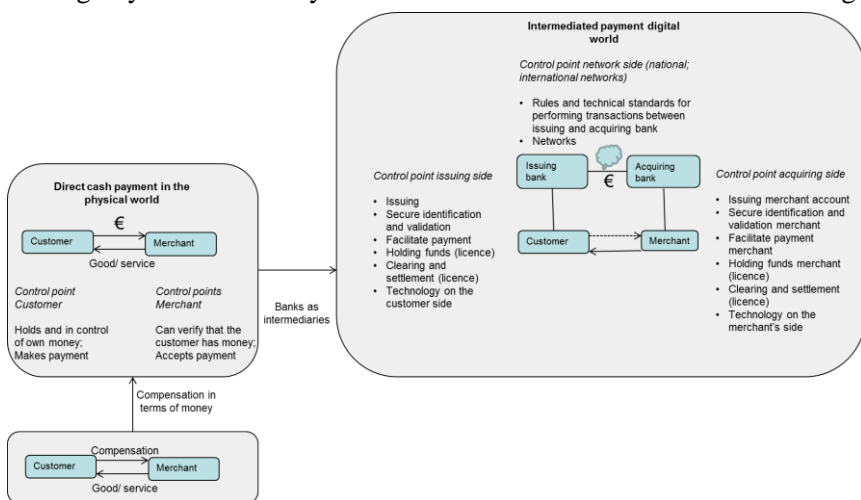 Intermediated payment digital
world
Control point network side (national;
international networks)
• Rules and technical standards for
performing transactions between
issuing and acquiring bank
• Networks
Issuing
bank
€
Acquiring
bank
Customer
Merchant
Control point issuing side
• Issuing
• Secure identification
and validation
• Facilitate payment
• Holding funds (licence)
• Clearing and
settlement (licence)
• Technology on the
customer side
Control point acquiring side
• Issuing merchant account
• Secure identification and
validation merchant
• Facilitate payment
merchant
• Holding funds merchant
(licence)
• Clearing and settlement
(licence)
• Technology on the
merchant's side
Direct cash payment in the
physical world
€
Customer
Merchant
Good/ service
Control point
Customer
Holds and in control
of own money;
Makes payment
Control points
Merchant
Can verify that the
customer has money;
Accepts payment
Banks as
intermediaries
Compensation in
terms of money
Compensation
Customer
Merchant
Good/ service